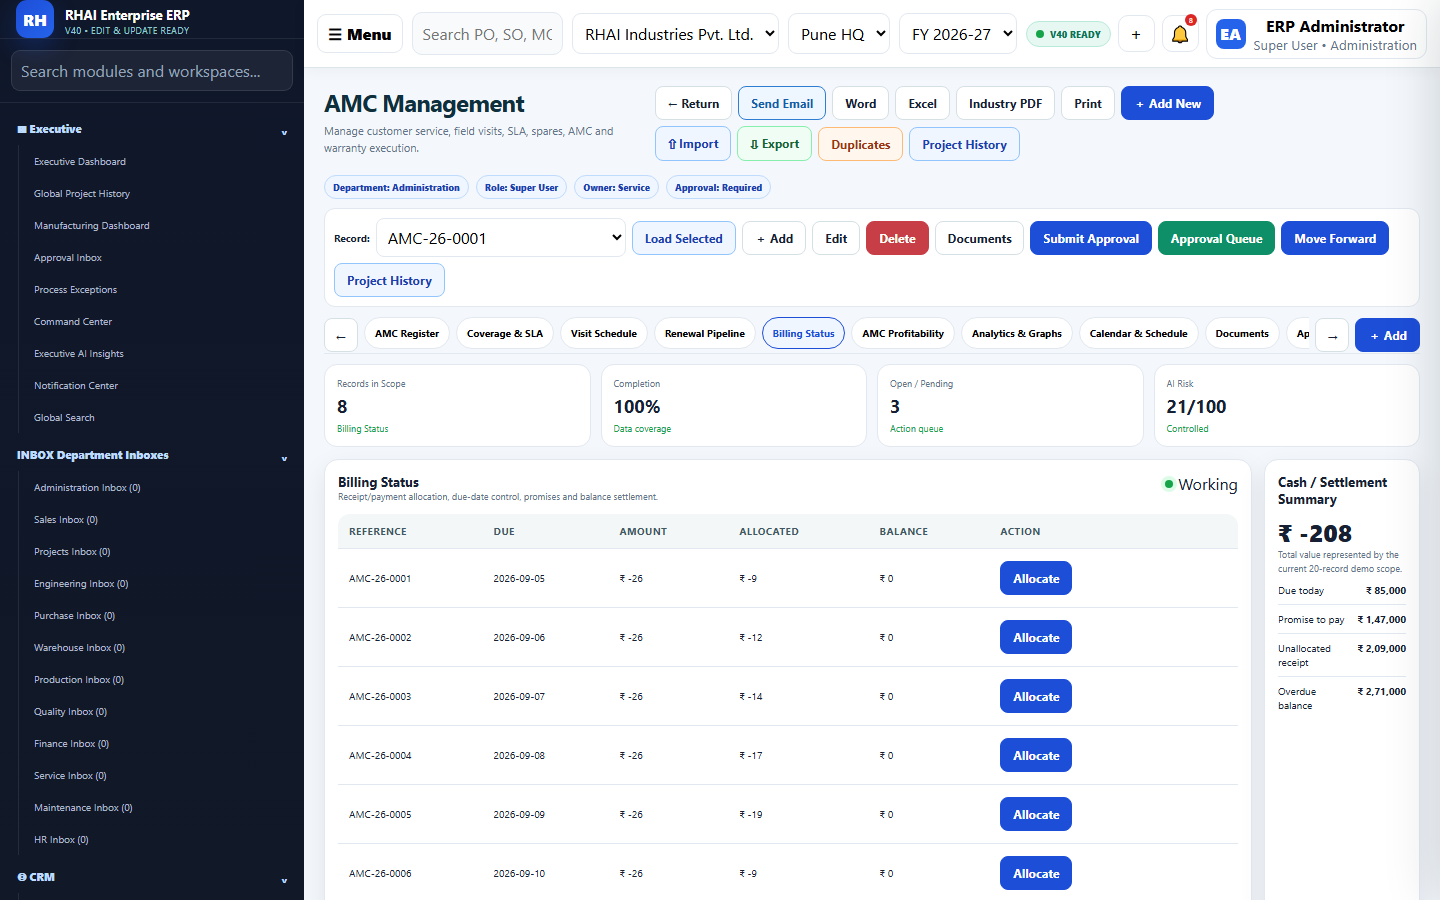 RH
RHAI Enterprise ERP
V40 • EDIT & UPDATE READY
Search modules and workspaces...
Executive
Executive Dashboard
Global Project History
Manufacturing Dashboard
Approval Inbox
Process Exceptions
Command Center
Executive AI Insights
Notification Center
Global Search
INBOX Department Inboxes
Administration Inbox (0)
Sales Inbox (0)
Projects Inbox (0)
Engineering Inbox (0)
Purchase Inbox (0)
Warehouse Inbox (0)
Production Inbox (0)
Quality Inbox (0)
Finance Inbox (0)
Service Inbox (0)
Maintenance Inbox (0)
HR Inbox (0)
CRM
☰ Menu
Search PO, SO, MO
RHAI Industries Pvt. Ltd.
Pune HQ
FY 2026-27
V40 READY
+
8
EA
ERP Administrator
Super User • Administration
AMC Management
Manage customer service, field visits, SLA, spares, AMC and
warranty execution.
← Return
Send Email
Word
Excel
Industry PDF
Print
+ Add New
⇧ Import
⇩ Export
Duplicates
Project History
Department: Administration
Role: Super User
Owner: Service
Approval: Required
Record:
AMC-26-0001
Load Selected
+ Add
Edit
Delete
Documents
Submit Approval
Approval Queue
Move Forward
Project History
←
AMC Register
Coverage & SLA
Visit Schedule
Renewal Pipeline
Billing Status
AMC Profitability
Analytics & Graphs
Calendar & Schedule
Documents
Ap
→
+ Add
Records in Scope
8
Billing Status
Completion
100%
Data coverage
Open / Pending
3
Action queue
AI Risk
21/100
Controlled
Billing Status
Receipt/payment allocation, due-date control, promises and balance settlement.
Working
REFERENCE DUE AMOUNT ALLOCATED BALANCE ACTION
AMC-26-0001 2026-09-05 ₹ -26 ₹ -9 ₹ 0 Allocate
AMC-26-0002 2026-09-06 ₹ -26 ₹ -12 ₹ 0 Allocate
AMC-26-0003 2026-09-07 ₹ -26 ₹ -14 ₹ 0 Allocate
AMC-26-0004 2026-09-08 ₹ -26 ₹ -17 ₹ 0 Allocate
AMC-26-0005 2026-09-09 ₹ -26 ₹ -19 ₹ 0 Allocate
AMC-26-0006 2026-09-10 ₹ -26 ₹ -9 ₹ 0 Allocate
Cash / Settlement
Summary
₹ -208
Total value represented by the
current 20-record demo scope.
Due today ₹ 85,000
Promise to pay ₹ 1,47,000
Unallocated
receipt ₹ 2,09,000
Overdue
balance ₹ 2,71,000